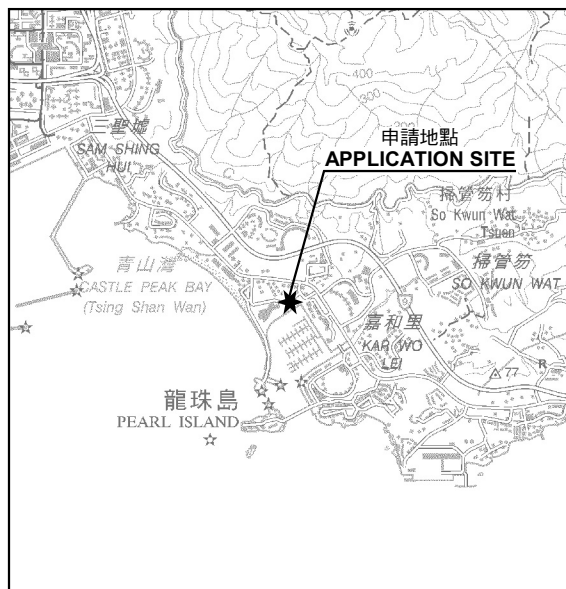 400
300
申請地點
APPLICATION SITE
三聖墟
SAM SHING
HUI
掃管笏村
So Kwun Wat
Tsuen
青山灣
CASTLE PEAK BAY
(Tsing Shan Wan)
掃管笏
SO KWUN WAT
嘉和里
KAR WO
LEI
77
R
龍珠島
PEARL ISLAND